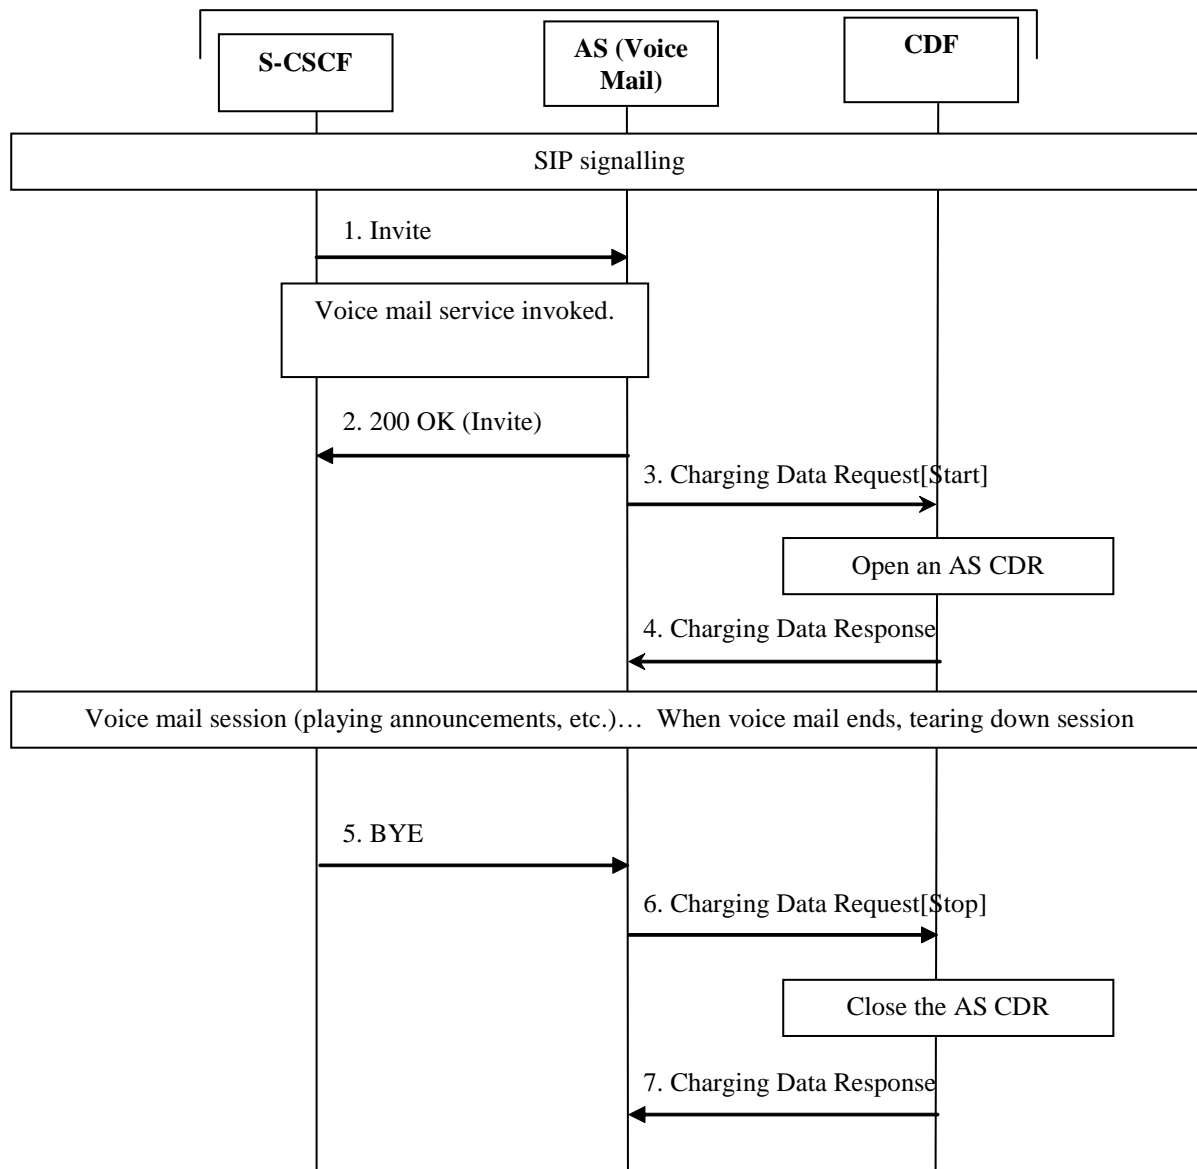 S-CSCF
AS (Voice
Mail)
CDF
SIP signalling
1. Invite
Voice mail service invoked.
2. 200 OK (Invite)
3. Charging Data Request[Start]
Open an AS CDR
4. Charging Data Response
Voice mail session (playing announcements, etc.)… When voice mail ends, tearing down session
5. BYE
6. Charging Data Request[Stop]
Close the AS CDR
7. Charging Data Response